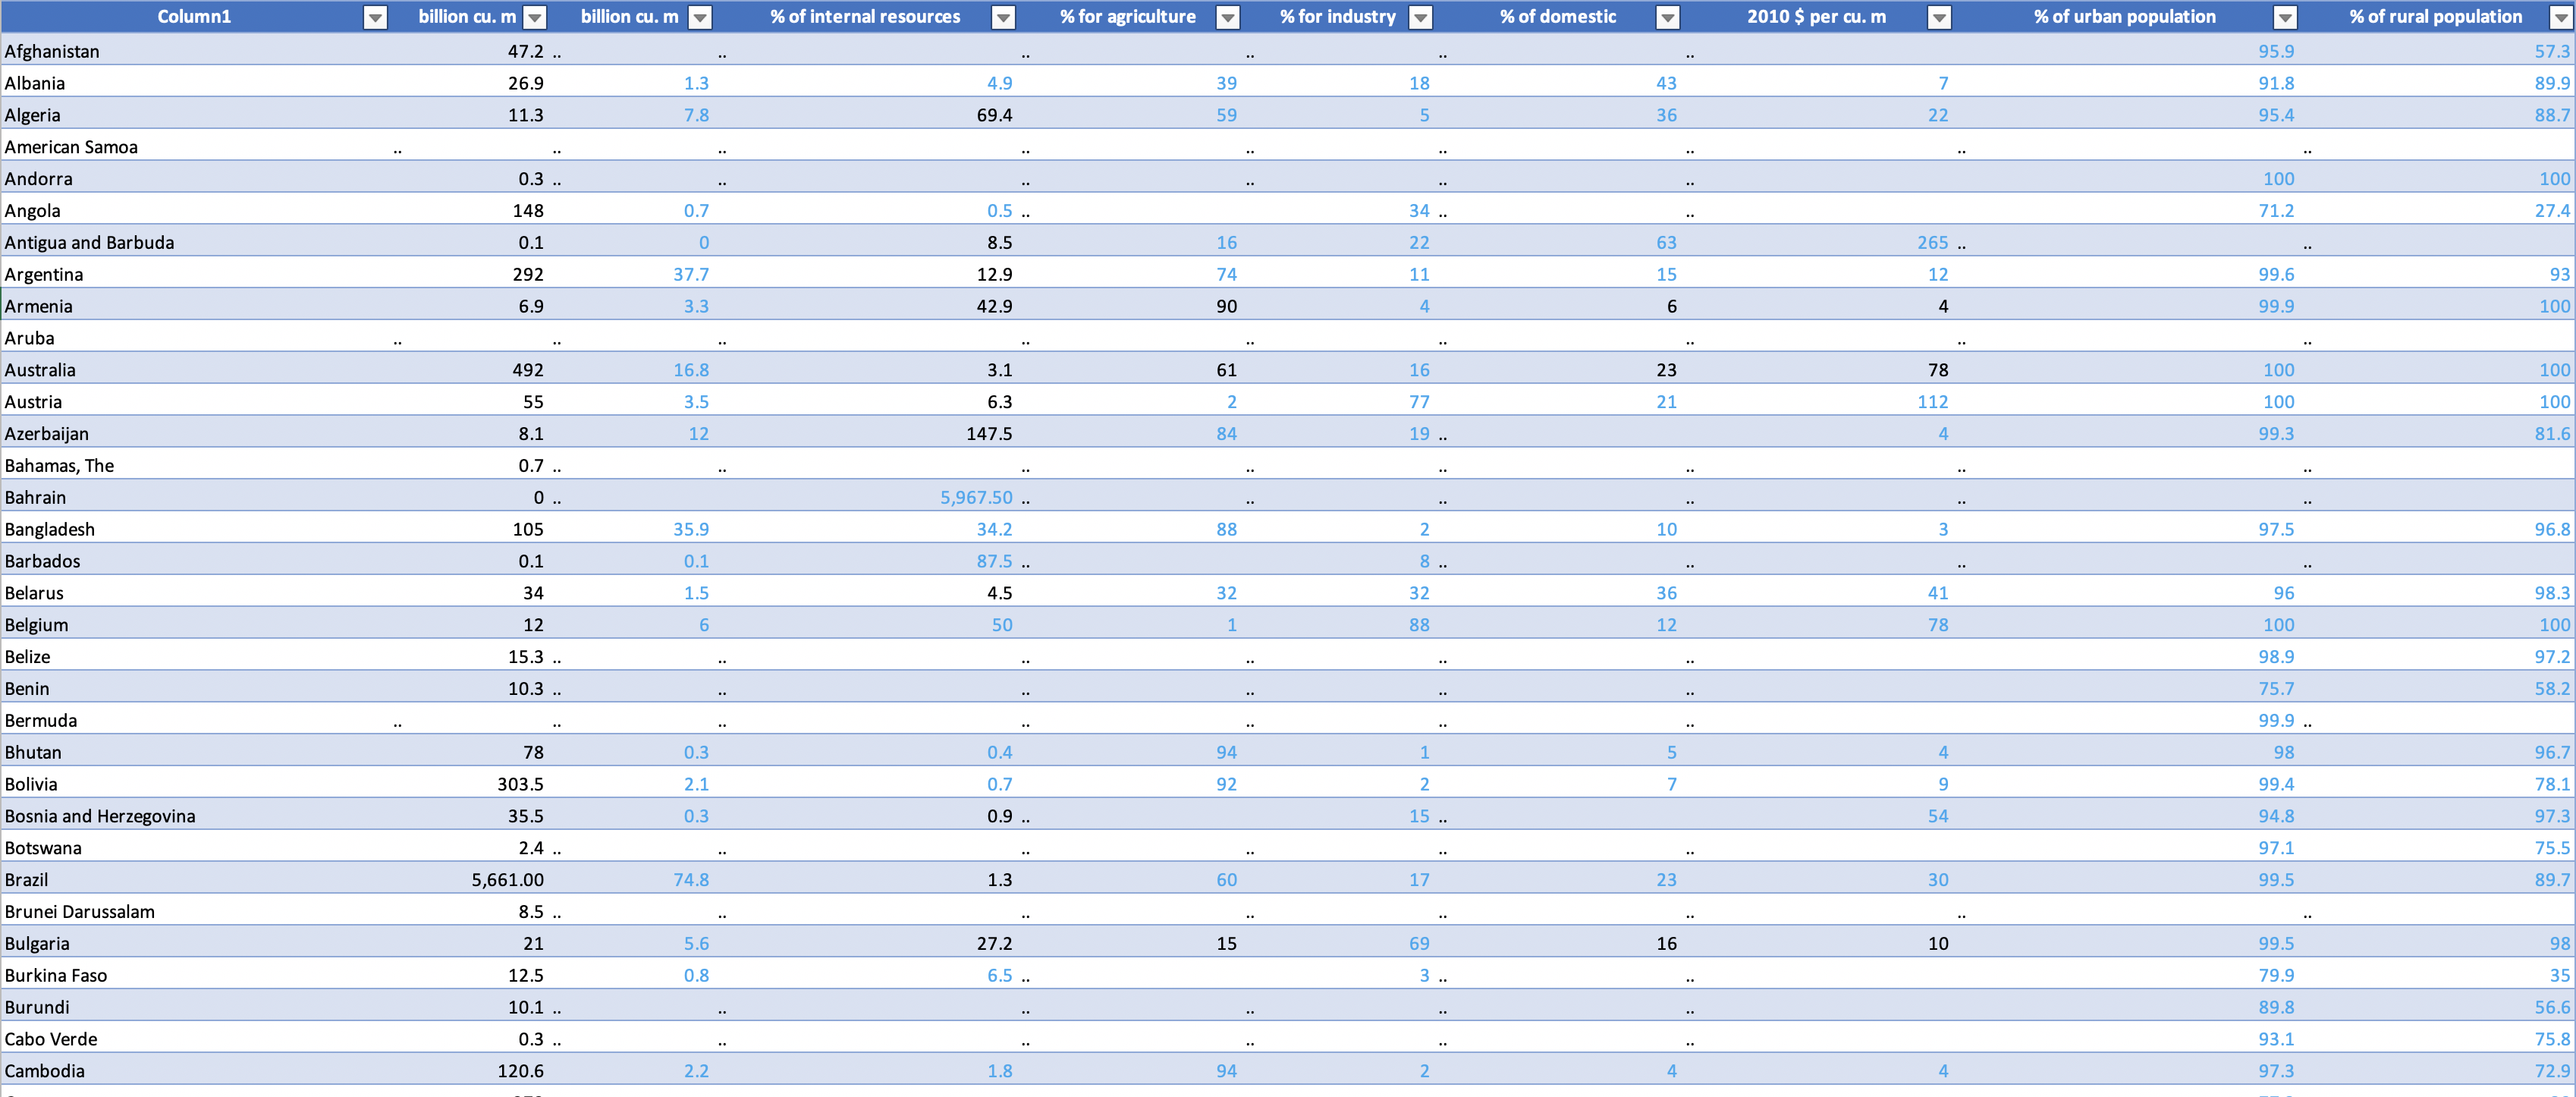 Column1 billion cu. m billion cu. m % of internal resources % for agriculture % for industry % of domestic 2010 $ per cu. m % of urban population % of rural population
Afghanistan 47.2 .. .. .. .. .. .. 95.9 57.3
Albania 26.9 1.3 4.9 39 18 43 7 91.8 89.9
Algeria 11.3 7.8 69.4 59 5 36 22 95.4 88.7
American Samoa .. .. .. .. .. .. .. .. ..
Andorra 0.3 .. .. .. .. .. .. 100 100
Angola 148 0.7 0.5 .. 34 .. .. 71.2 27.4
Antigua and Barbuda 0.1 0 8.5 16 22 63 265 .. ..
Argentina 292 37.7 12.9 74 11 15 12 99.6 93
Armenia 6.9 3.3 42.9 90 4 6 4 99.9 100
Aruba .. .. .. .. .. .. .. .. ..
Australia 492 16.8 3.1 61 16 23 78 100 100
Austria 55 3.5 6.3 2 77 21 112 100 100
Azerbaijan 8.1 12 147.5 84 19 .. 4 99.3 81.6
Bahamas, The 0.7 .. .. .. .. .. .. .. ..
Bahrain 0 .. 5,967.50 .. .. .. .. .. ..
Bangladesh 105 35.9 34.2 88 2 10 3 97.5 96.8
Barbados 0.1 0.1 87.5 .. 8 .. .. .. ..
Belarus 34 1.5 4.5 32 32 36 41 96 98.3
Belgium 12 6 50 1 88 12 78 100 100
Belize 15.3 .. .. .. .. .. .. 98.9 97.2
Benin 10.3 .. .. .. .. .. .. 75.7 58.2
Bermuda .. .. .. .. .. .. .. 99.9 ..
Bhutan 78 0.3 0.4 94 1 5 4 98 96.7
Bolivia 303.5 2.1 0.7 92 2 7 9 99.4 78.1
Bosnia and Herzegovina 35.5 0.3 0.9 .. 15 .. 54 94.8 97.3
Botswana 2.4 .. .. .. .. .. .. 97.1 75.5
Brazil 5,661.00 74.8 1.3 60 17 23 30 99.5 89.7
Brunei Darussalam 8.5 .. .. .. .. .. .. .. ..
Bulgaria 21 5.6 27.2 15 69 16 10 99.5 98
Burkina Faso 12.5 0.8 6.5 .. 3 .. .. 79.9 35
Burundi 10.1 .. .. .. .. .. .. 89.8 56.6
Cabo Verde 0.3 .. .. .. .. .. .. 93.1 75.8
Cambodia 120.6 2.2 1.8 94 2 4 4 97.3 72.9